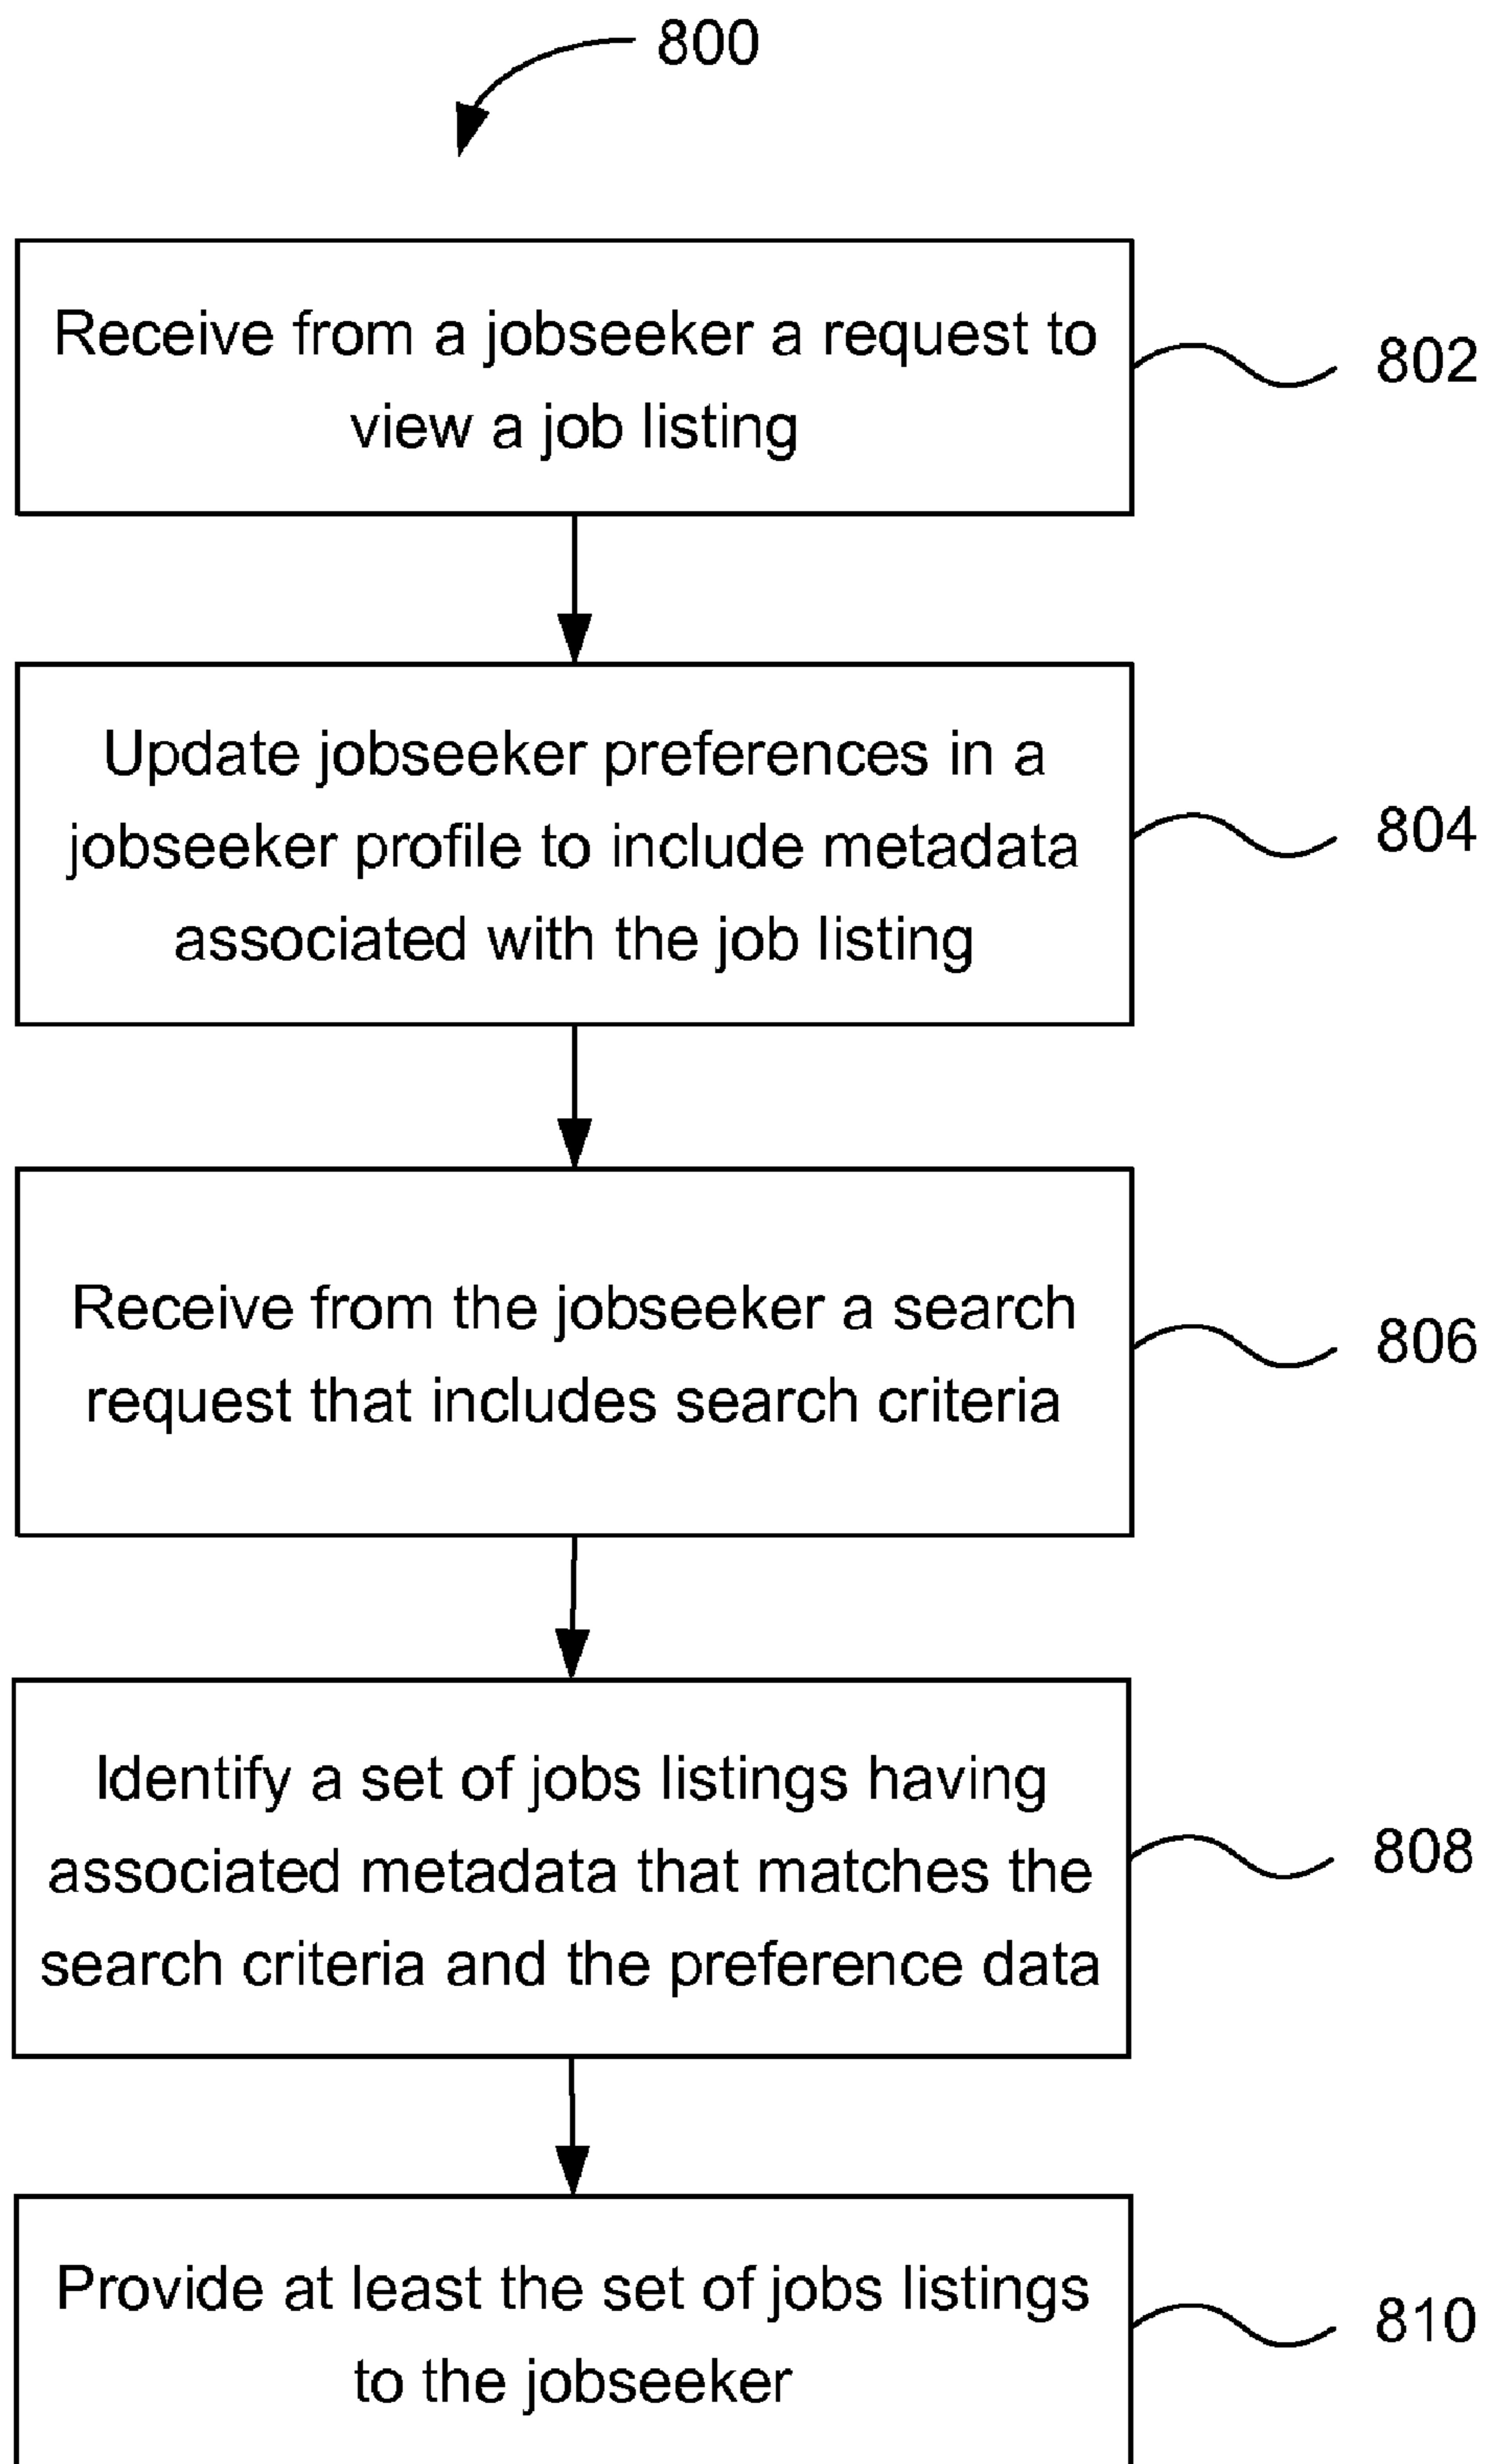 800
Receive from a jobseeker a request to
view a job listing
802
Update jobseeker preferences in a
jobseeker profile to include metadata
associated with the job listing
804
Receive from the jobseeker a search
request that includes search criteria
806
Identify a set of jobs listings having
associated metadata that matches the
search criteria and the preference data
808
Provide at least the set of jobs listings
to the jobseeker
810